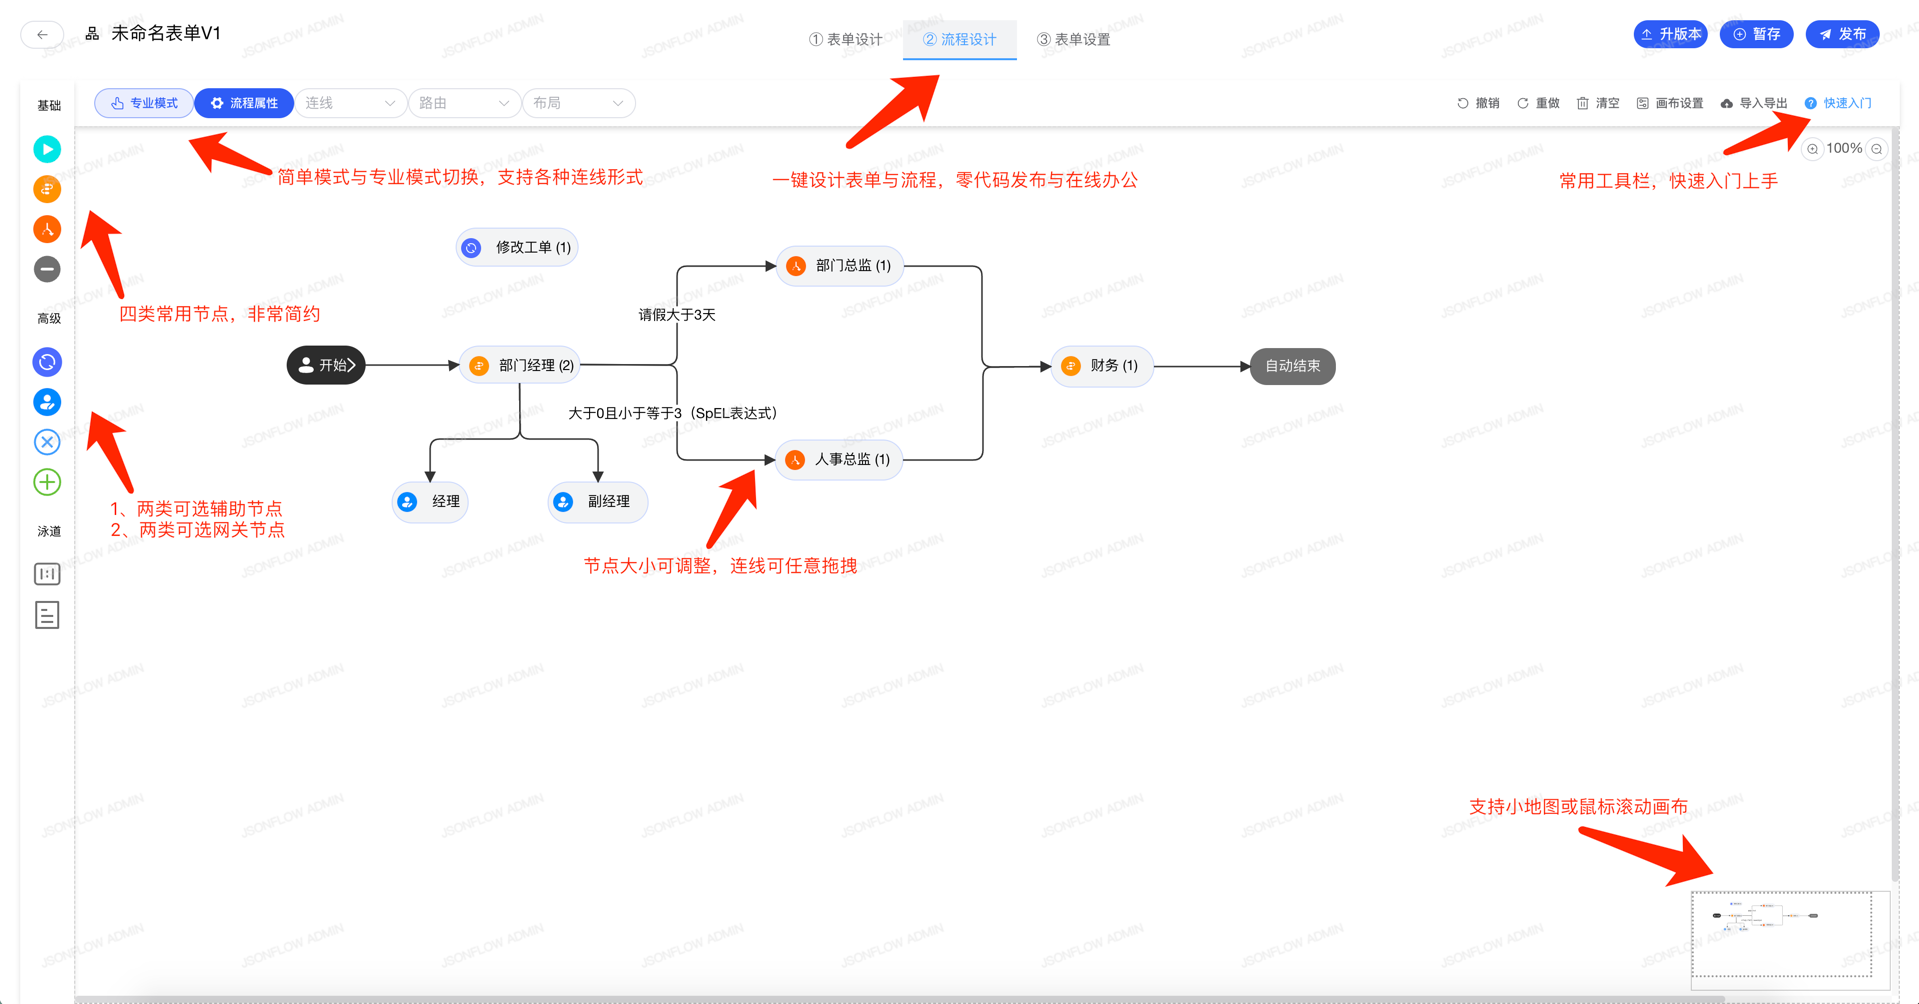 未命名表单V1
① 表单设计
② 流程设计
③ 表单设置
升版本
暂存
发布
基础
专业模式
流程属性
连线
路由
布局
撤销
重做
清空
画布设置
导入导出
快速入门
100%
简单模式与专业模式切换，支持各种连线形式
一键设计表单与流程，零代码发布与在线办公
常用工具栏，快速入门上手
修改工单 (1)
部门总监 (1)
四类常用节点，非常简约
请假大于3天
高级
开始
部门经理 (2)
财务 (1)
自动结束
大于0且小于等于3（SpEL表达式）
人事总监 (1)
经理
副经理
1、两类可选辅助节点
2、两类可选网关节点
泳道
节点大小可调整，连线可任意拖拽
支持小地图或鼠标滚动画布
JSONFLOW ADMIN